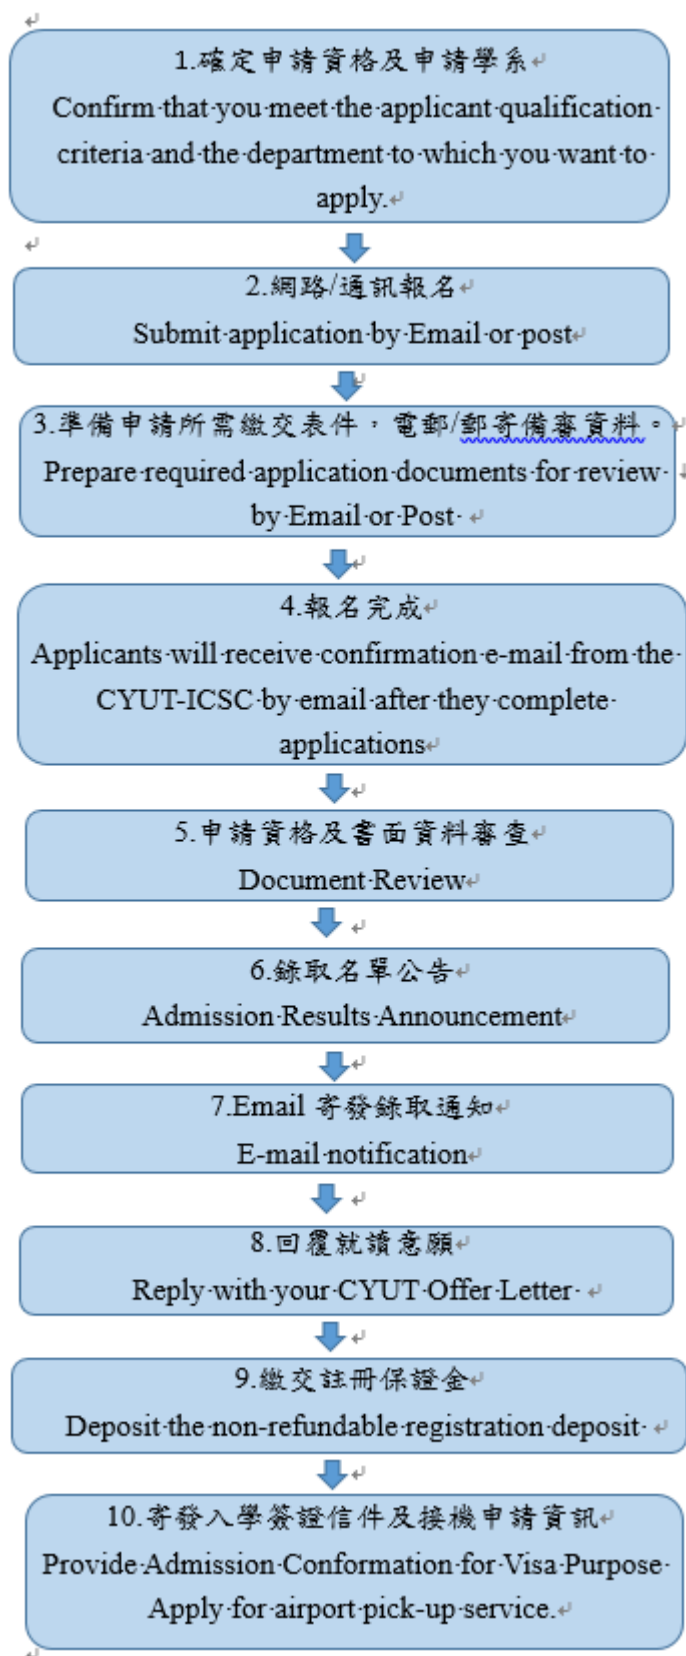 1.確定申請資格及申請學系
Confirm that you meet the applicant qualification
criteria and the department to which you want to
apply.
2.網路/通訊報名
Submit application by Email or post
3.準備申請所需繳交表件，電郵/郵寄備審資料。
Prepare required application documents for review
by Email or Post
4.報名完成
Applicants will receive confirmation e-mail from the
CYUT-ICSC by email after they complete
applications
5.申請資格及書面資料審查
Document Review
6.錄取名單公告
Admission Results Announcement
7.Email 寄發錄取通知
E-mail notification
8.回覆就讀意願
Reply with your CYUT Offer Letter
9.繳交註冊保證金
Deposit the non-refundable registration deposit
10.寄發入學簽證信件及接機申請資訊
Provide Admission Conformation for Visa Purpose
Apply for airport pick-up service.